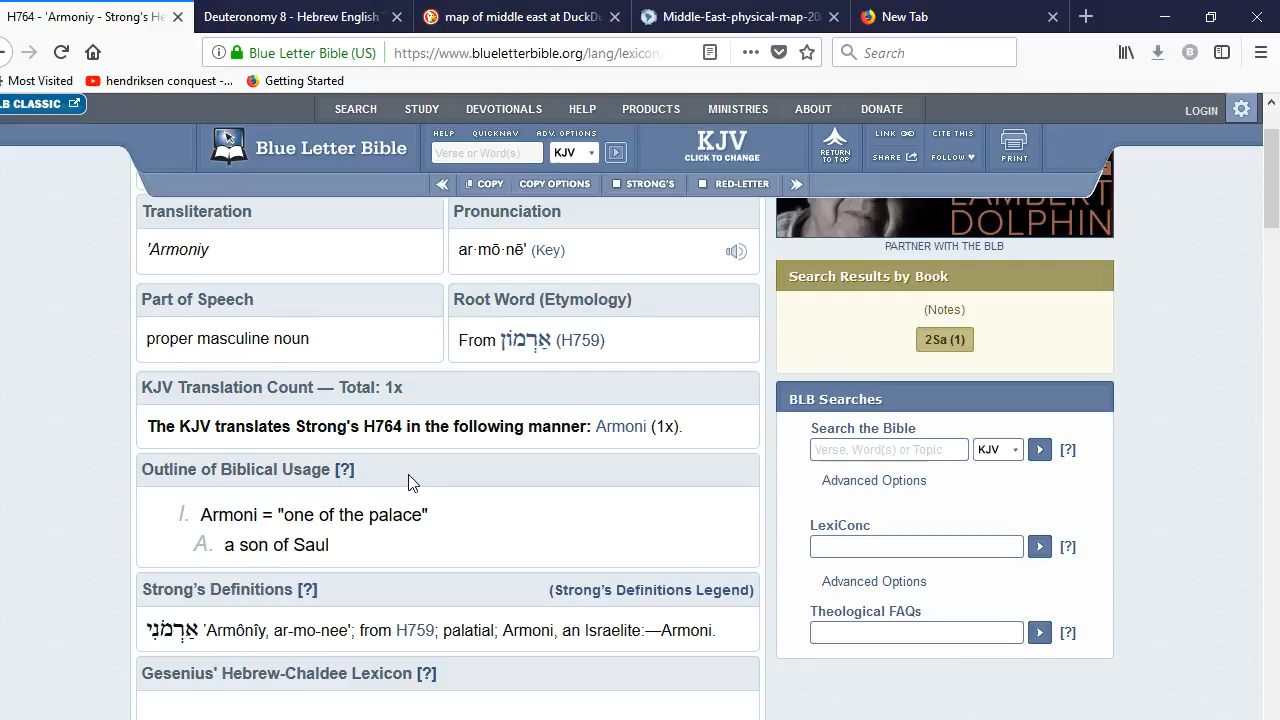 H764 - 'Armoniy - Strong's He
Deuteronomy 8 - Hebrew English
map of middle east at DuckDu
Middle-East-physical-map-20
New Tab
Blue Letter Bible (US)
https://www.blueletterbible.org/lang/lexicon
Search
Most Visited
hendriksen conquest -...
Getting Started
LB CLASSIC
SEARCH STUDY DEVOTIONALS HELP PRODUCTS MINISTRIES ABOUT DONATE
LOGIN
Blue Letter Bible
HELP QUICKNAV ADV. OPTIONS
Verse or Word(s)
KJV
KJV
CLICK TO CHANGE
RETURN TO TOP
LINK
CITE THIS
SHARE
FOLLOW
PRINT
COPY COPY OPTIONS STRONG'S RED-LETTER
LAMBERT
DOLPHIN
PARTNER WITH THE BLB
Transliteration
'Armoniy
Pronunciation
ar·mō·nē' (Key)
Part of Speech
proper masculine noun
Root Word (Etymology)
From אַרְמוֹן (H759)
KJV Translation Count — Total: 1x
The KJV translates Strong's H764 in the following manner: Armoni (1x).
Outline of Biblical Usage [?]
I. Armoni = "one of the palace"
A. a son of Saul
Strong's Definitions [?]
(Strong's Definitions Legend)
אַרְמֹנִי ʼArmônîy, ar-mo-nee'; from H759; palatial; Armoni, an Israelite:—Armoni.
Gesenius' Hebrew-Chaldee Lexicon [?]
Search Results by Book
(Notes)
2Sa (1)
BLB Searches
Search the Bible
Verse, Word(s) or Topic
KJV
[?]
Advanced Options
LexiConc
[?]
Advanced Options
Theological FAQs
[?]